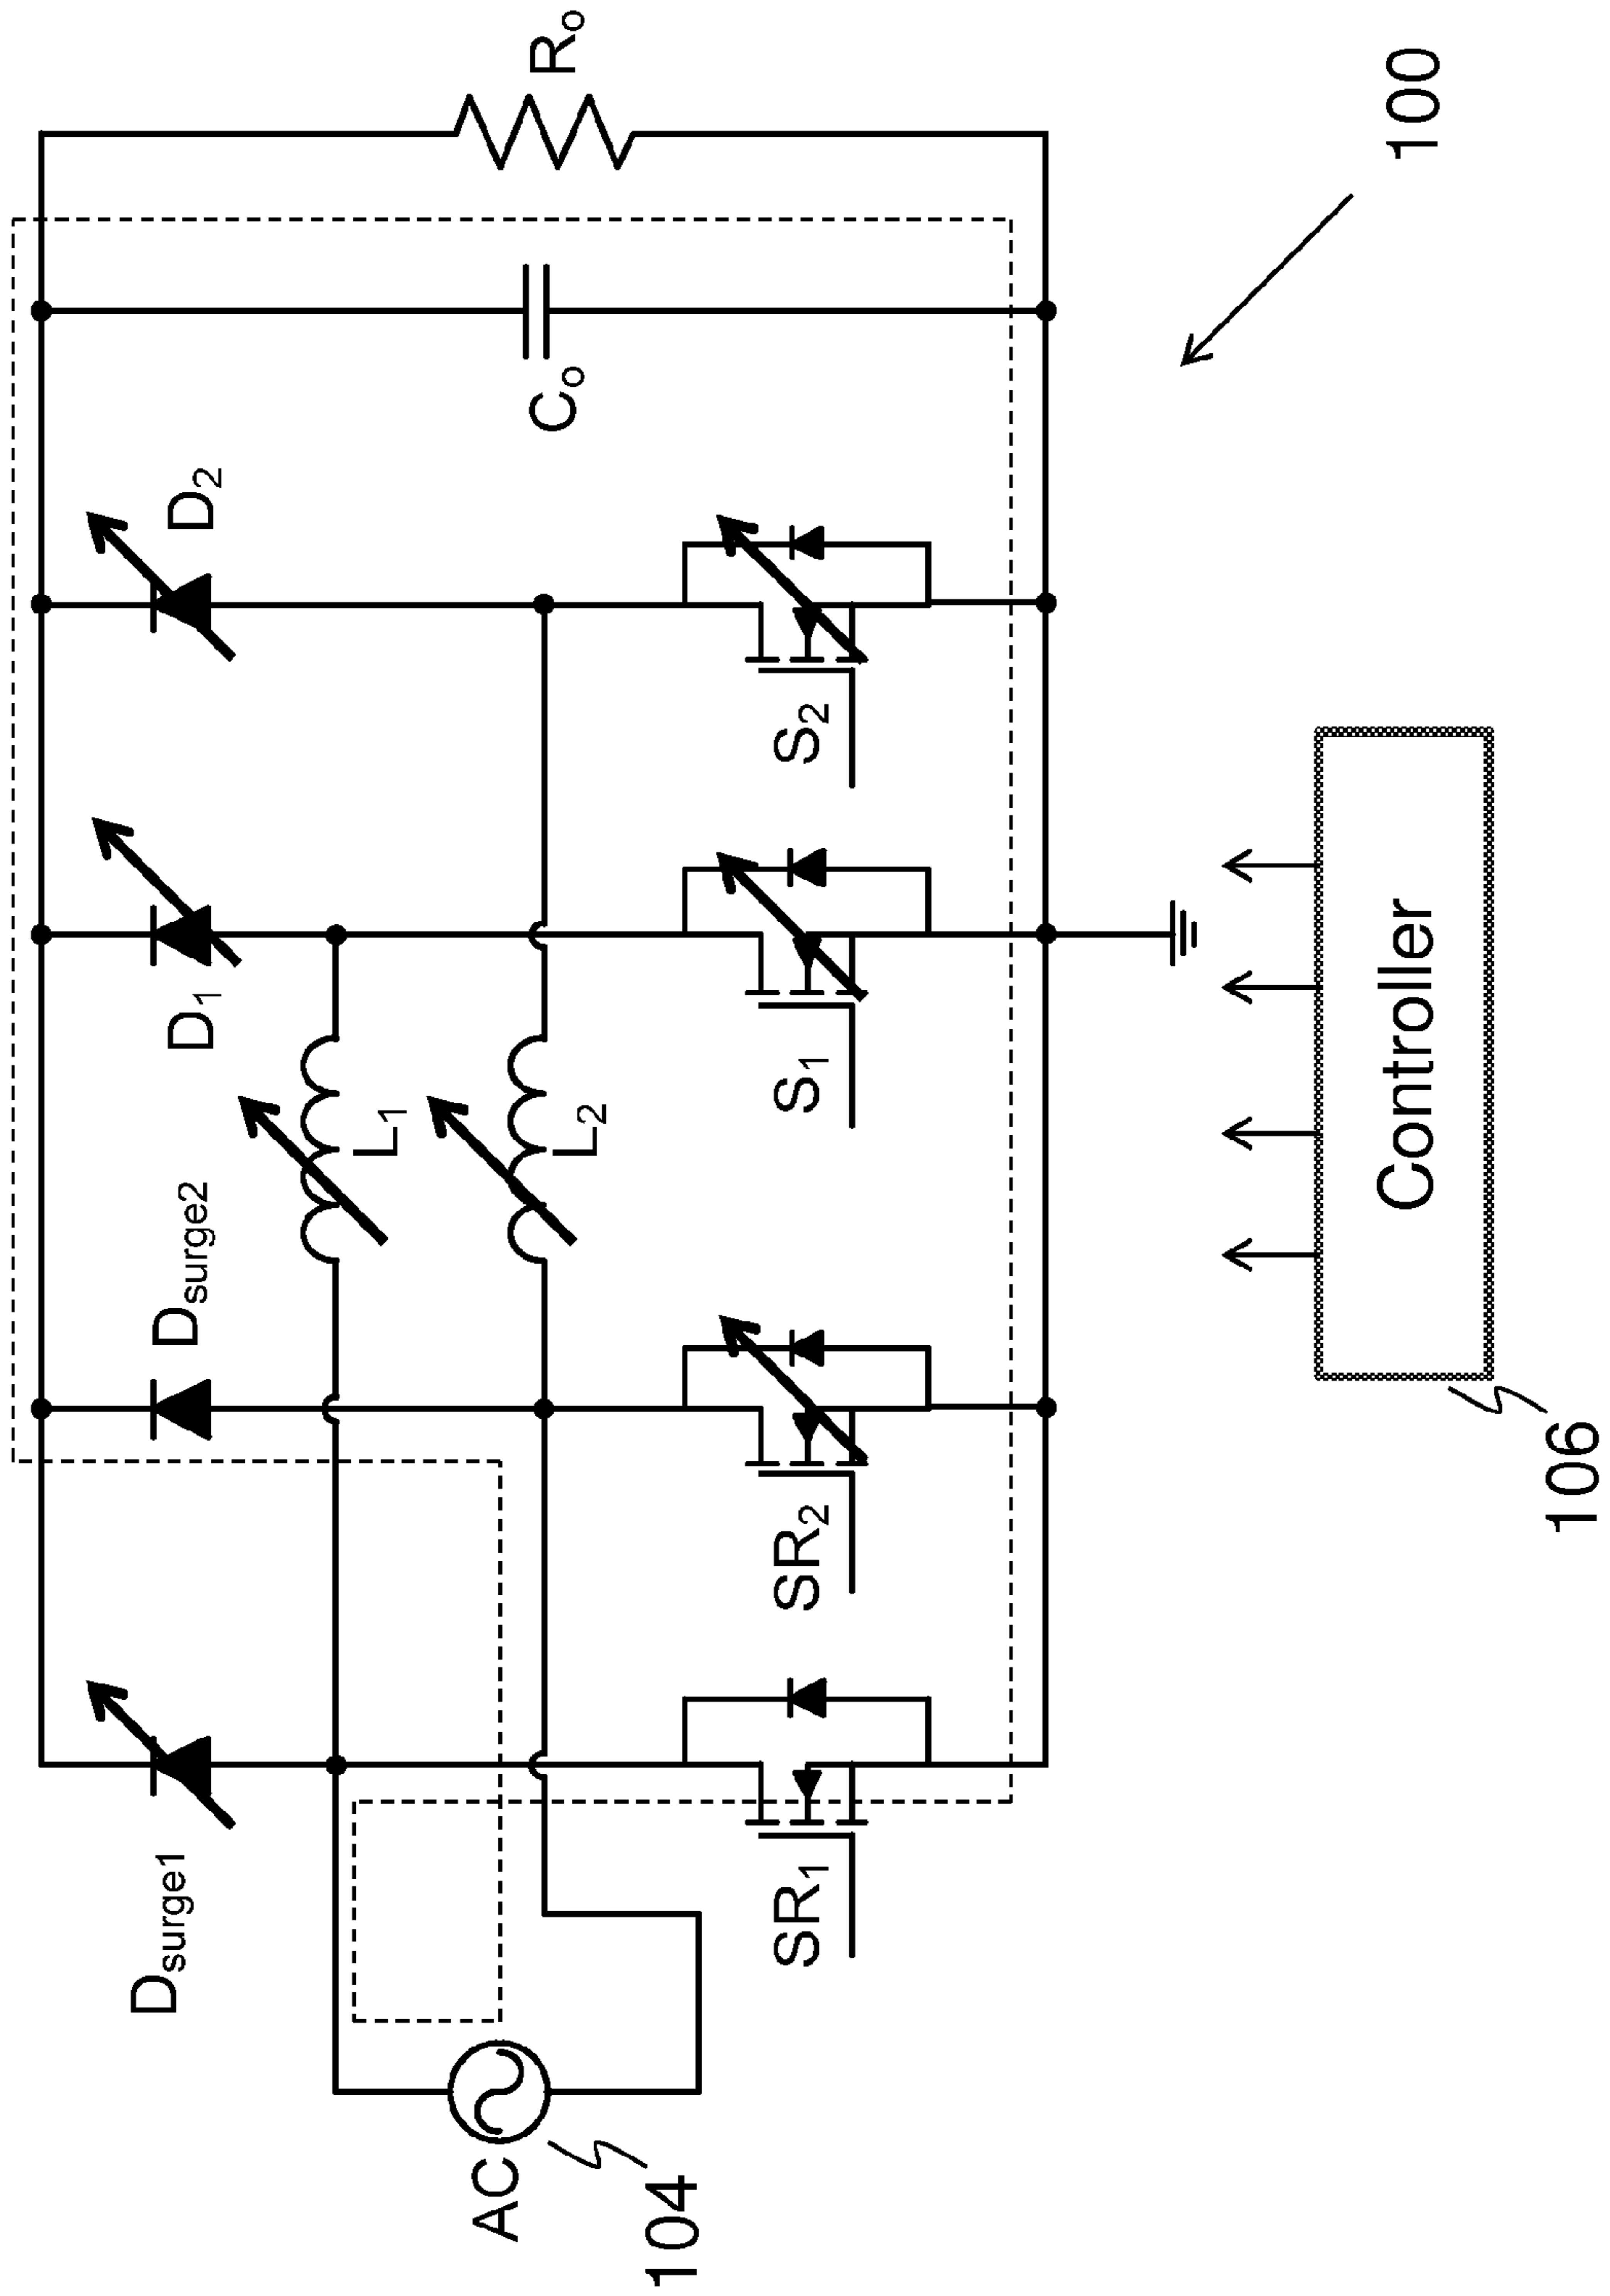 D₁
D₂
Dsurge1
Dsurge2
L₁
L₂
AC
104
Cₒ
Rₒ
SR₁
SR₂
S₁
S₂
Controller
106
100